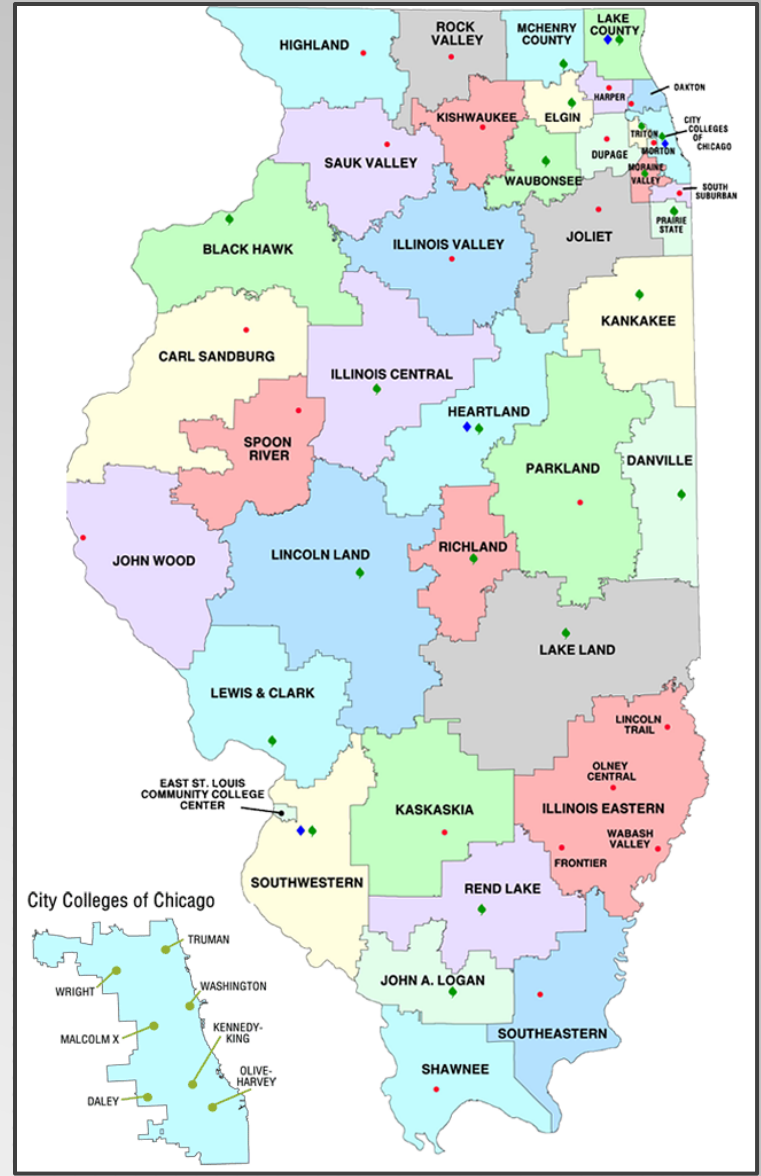 HIGHLAND
ROCK
VALLEY
MCHENRY
COUNTY
LAKE
COUNTY
HARPER
OAKTON
KISHWAUKEE
ELGIN
TRITON
CITY
COLLEGES
OF
CHICAGO
MORTON
DUPAGE
SAUK VALLEY
WAUBONSEE
MORAINE
VALLEY
SOUTH
SUBURBAN
PRAIRIE
STATE
BLACK HAWK
ILLINOIS VALLEY
JOLIET
KANKAKEE
CARL SANDBURG
ILLINOIS CENTRAL
HEARTLAND
SPOON
RIVER
PARKLAND
DANVILLE
JOHN WOOD
LINCOLN LAND
RICHLAND
LAKE LAND
LEWIS & CLARK
LINCOLN
TRAIL
EAST ST. LOUIS
COMMUNITY COLLEGE
CENTER
OLNEY
CENTRAL
KASKASKIA
ILLINOIS EASTERN
WABASH
VALLEY
FRONTIER
SOUTHWESTERN
REND LAKE
JOHN A. LOGAN
SOUTHEASTERN
SHAWNEE
City Colleges of Chicago
TRUMAN
WRIGHT
WASHINGTON
MALCOLM X
KENNEDY-
KING
OLIVE-
HARVEY
DALEY